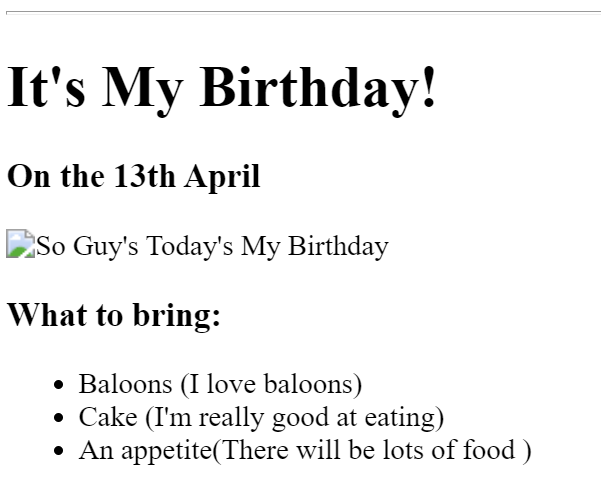 It's My Birthday!
On the 13th April
So Guy's Today's My Birthday
What to bring:
Baloons (I love baloons)
Cake (I'm really good at eating)
An appetite(There will be lots of food )